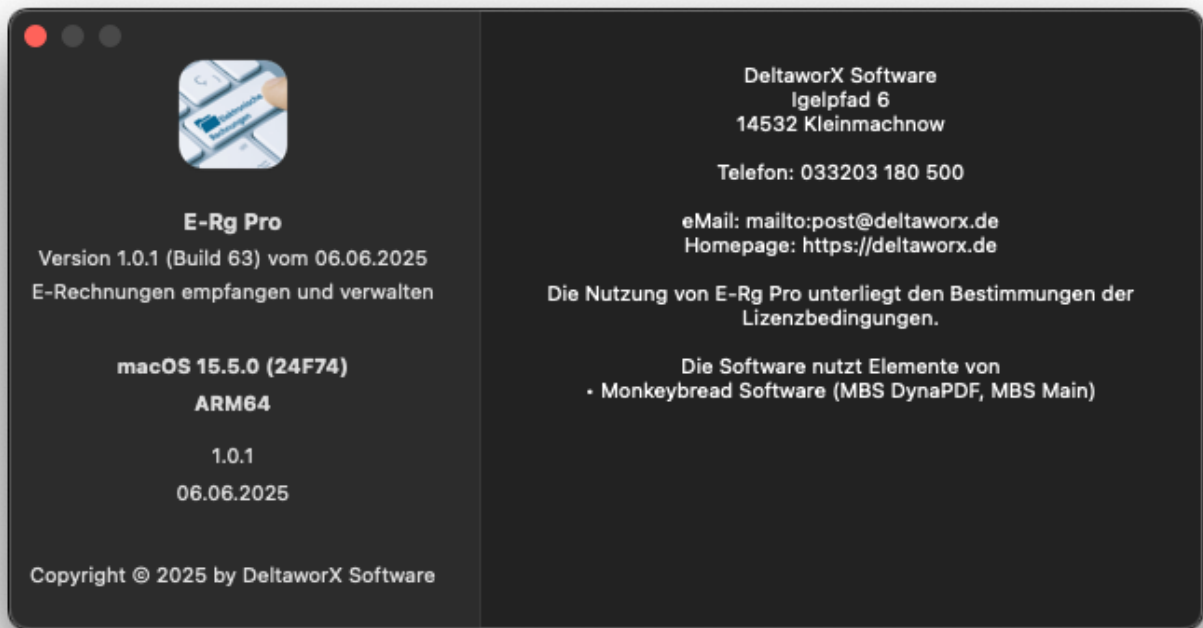 Elektronische
Rechnungen
E-Rg Pro
Version 1.0.1 (Build 63) vom 06.06.2025
E-Rechnungen empfangen und verwalten
macOS 15.5.0 (24F74)
ARM64
1.0.1
06.06.2025
Copyright © 2025 by DeltaworX Software
DeltaworX Software
Igelpfad 6
14532 Kleinmachnow
Telefon: 033203 180 500
eMail: mailto:post@deltaworx.de
Homepage: https://deltaworx.de
Die Nutzung von E-Rg Pro unterliegt den Bestimmungen der
Lizenzbedingungen.
Die Software nutzt Elemente von
• Monkeybread Software (MBS DynaPDF, MBS Main)